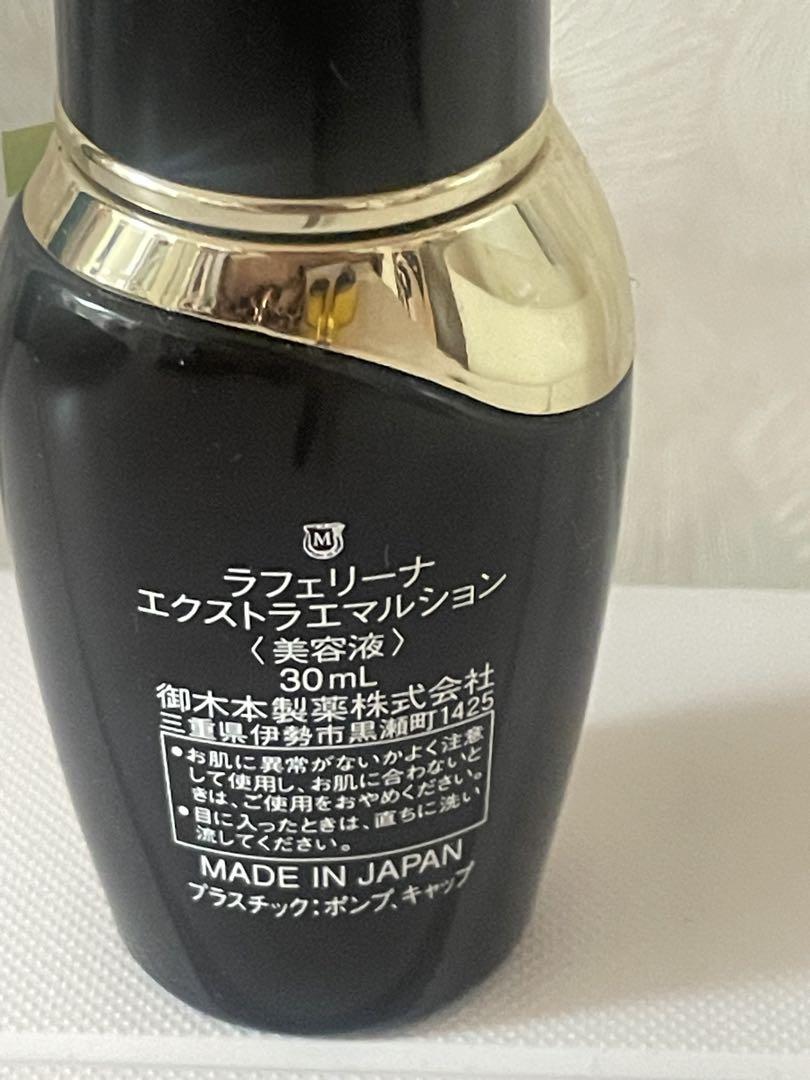 M
ラフェリーナ
エクストラエマルション
〈美容液〉
30mL
御木本製薬株式会社
三重県伊勢市黒瀬町1425
•お肌に異常がないかよく注意
して使用し、お肌に合わないと
きは、ご使用をおやめください。
•目に入ったときは、直ちに洗い
流してください。
MADE IN JAPAN
プラスチック:ポンプ、キャップ